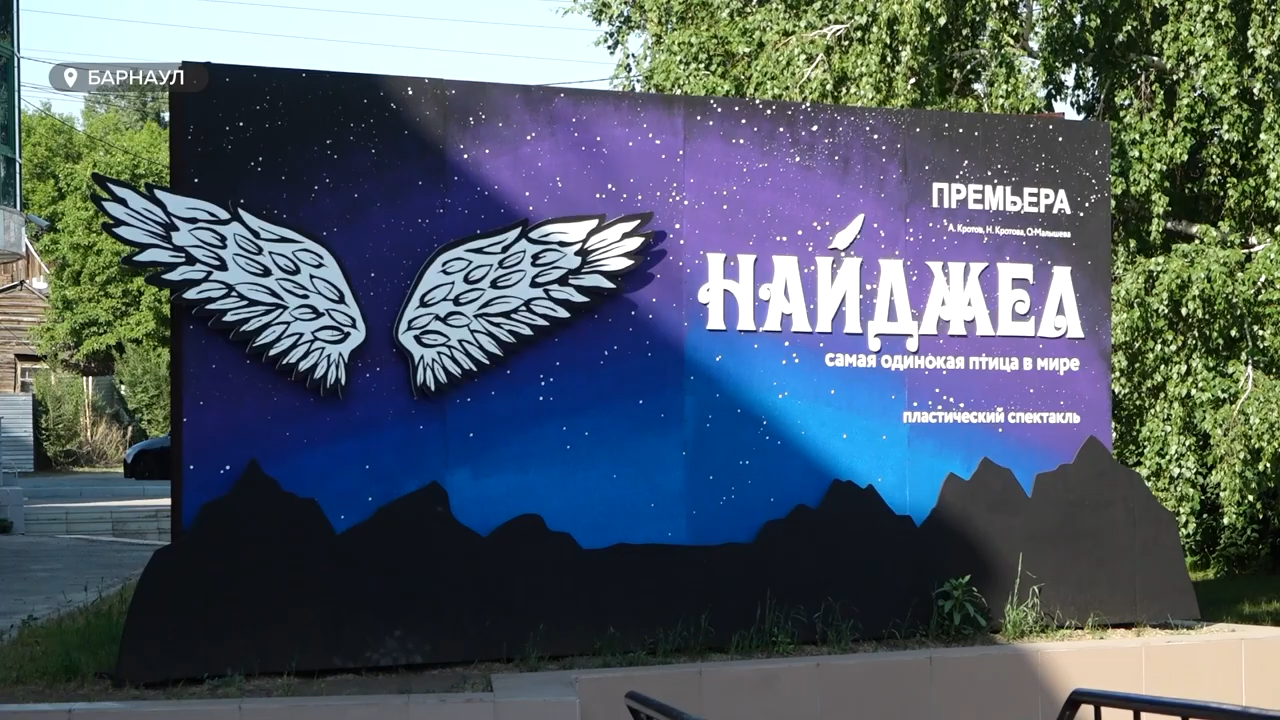 БАРНАУЛ
ПРЕМЬЕРА
А. Кротов, Н. Кротова, О. Малышева
НАЙДЖЕЛ
самая одинокая птица в мире
пластический спектакль